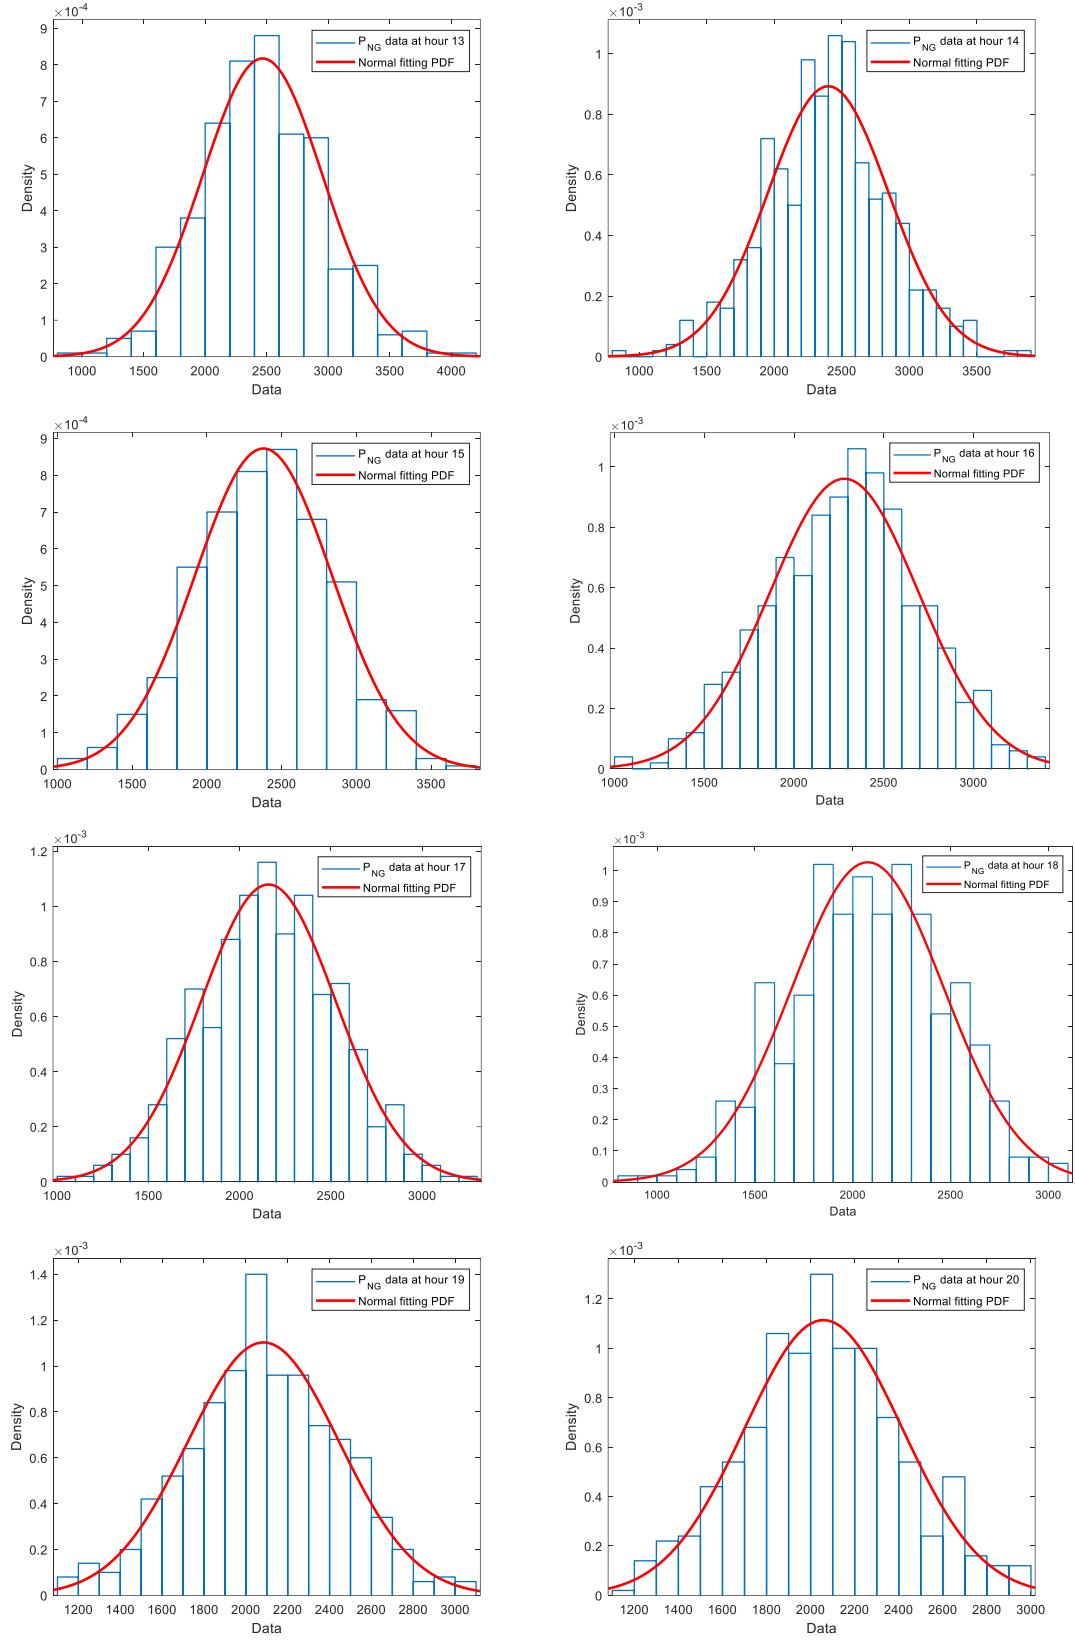 ×10-4
P NG data at hour 13
Normal fitting PDF
9
8
7
6
5
4
3
2
1
0
Density
1000 1500 2000 2500 3000 3500 4000
Data
×10-3
P NG data at hour 14
Normal fitting PDF
1
0.8
0.6
0.4
0.2
0
Density
1000 1500 2000 2500 3000 3500
Data
×10-4
P NG data at hour 15
Normal fitting PDF
9
8
7
6
5
4
3
2
1
0
Density
1000 1500 2000 2500 3000 3500
Data
×10-3
P NG data at hour 16
Normal fitting PDF
1
0.8
0.6
0.4
0.2
0
Density
1000 1500 2000 2500 3000
Data
×10-3
P NG data at hour 17
Normal fitting PDF
1.2
1
0.8
0.6
0.4
0.2
0
Density
1000 1500 2000 2500 3000
Data
×10-3
P NG data at hour 18
Normal fitting PDF
1
0.9
0.8
0.7
0.6
0.5
0.4
0.3
0.2
0.1
0
Density
1000 1500 2000 2500 3000
Data
×10-3
P NG data at hour 19
Normal fitting PDF
1.4
1.2
1
0.8
0.6
0.4
0.2
0
Density
1200 1400 1600 1800 2000 2200 2400 2600 2800 3000
Data
×10-3
P NG data at hour 20
Normal fitting PDF
1.2
1
0.8
0.6
0.4
0.2
0
Density
1200 1400 1600 1800 2000 2200 2400 2600 2800 3000
Data